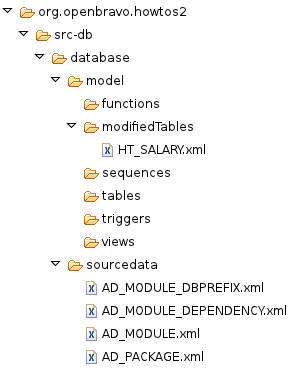 org.openbravo.howtos2
src-db
database
model
functions
modifiedTables
HT_SALARY.xml
sequences
tables
triggers
views
sourcedata
AD_MODULE_DBPREFIX.xml
AD_MODULE_DEPENDENCY.xml
AD_MODULE.xml
AD_PACKAGE.xml